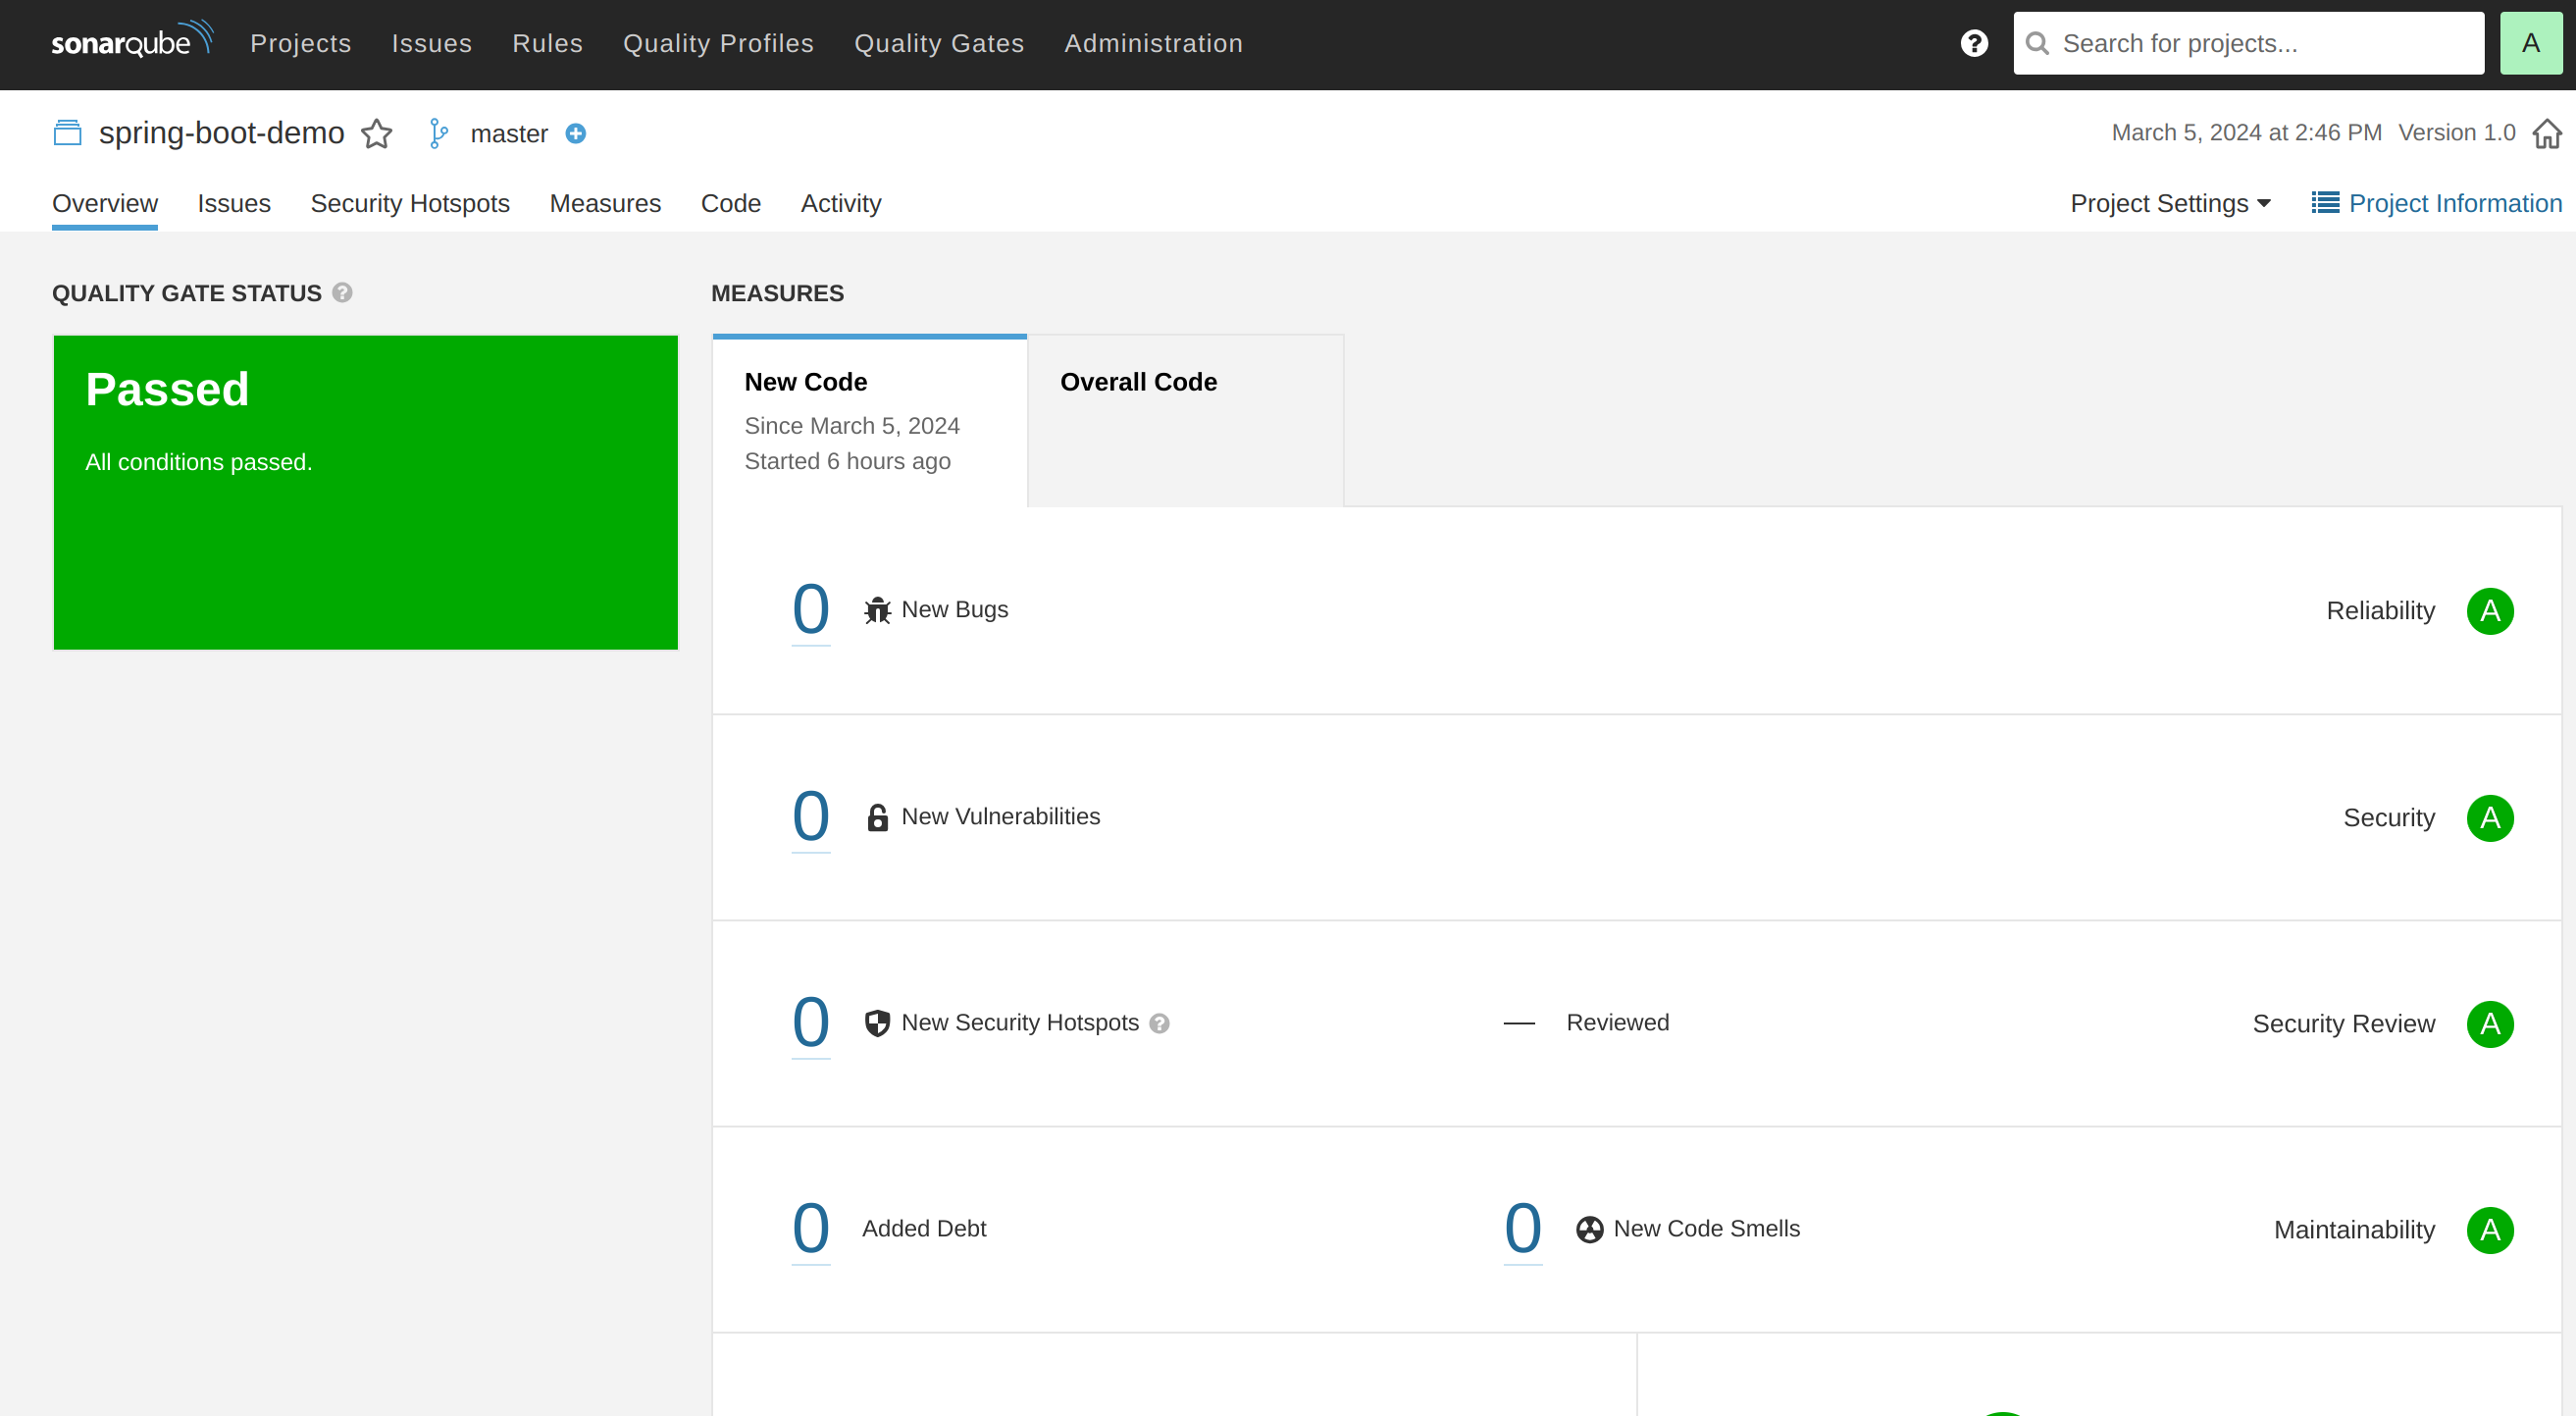 sonarqube Projects Issues Rules Quality Profiles Quality Gates Administration ? Search for projects... A
spring-boot-demo master March 5, 2024 at 2:46 PM Version 1.0
Overview Issues Security Hotspots Measures Code Activity Project Settings Project Information
QUALITY GATE STATUS ? MEASURES
Passed
All conditions passed.
New Code Overall Code
Since March 5, 2024
Started 6 hours ago
0 New Bugs Reliability A
0 New Vulnerabilities Security A
0 New Security Hotspots ? — Reviewed Security Review A
0 Added Debt 0 New Code Smells Maintainability A